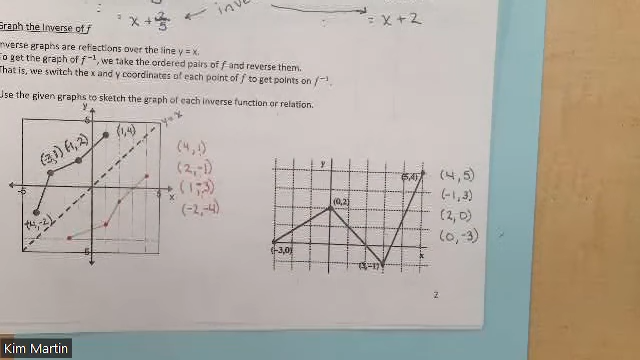 = x + 2/5
inve
= x + 2
Graph the Inverse of f
nverse graphs are reflections over the line y = x.
o get the graph of f⁻¹, we take the ordered pairs of f and reverse them.
That is, we switch the x and y coordinates of each point of f to get points on f⁻¹.
Use the given graphs to sketch the graph of each inverse function or relation.
y
5
y=x
(1,4)
(-3,1) (-1,2)
(-4,-2)
-5
5
x
5
(4,1)
(2,-1)
(1,-3)
(-2,-4)
y
(5,4)
(0,2)
(-3,0)
(3,-1)
x
(4,5)
(-1,3)
(2,0)
(0,-3)
2
Kim Martin